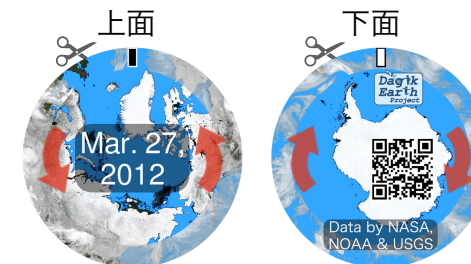 上面
下面
Mar. 27,
2012
Dagik
Earth
Project
Data by NASA,
NOAA & USGS